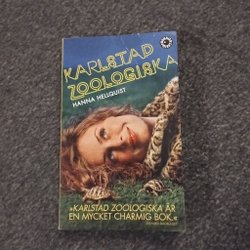 KARLSTAD
ZOOLOGISKA
HANNA HELLQUIST
»KARLSTAD ZOOLOGISKA ÄR
EN MYCKET CHARMIG BOK.«